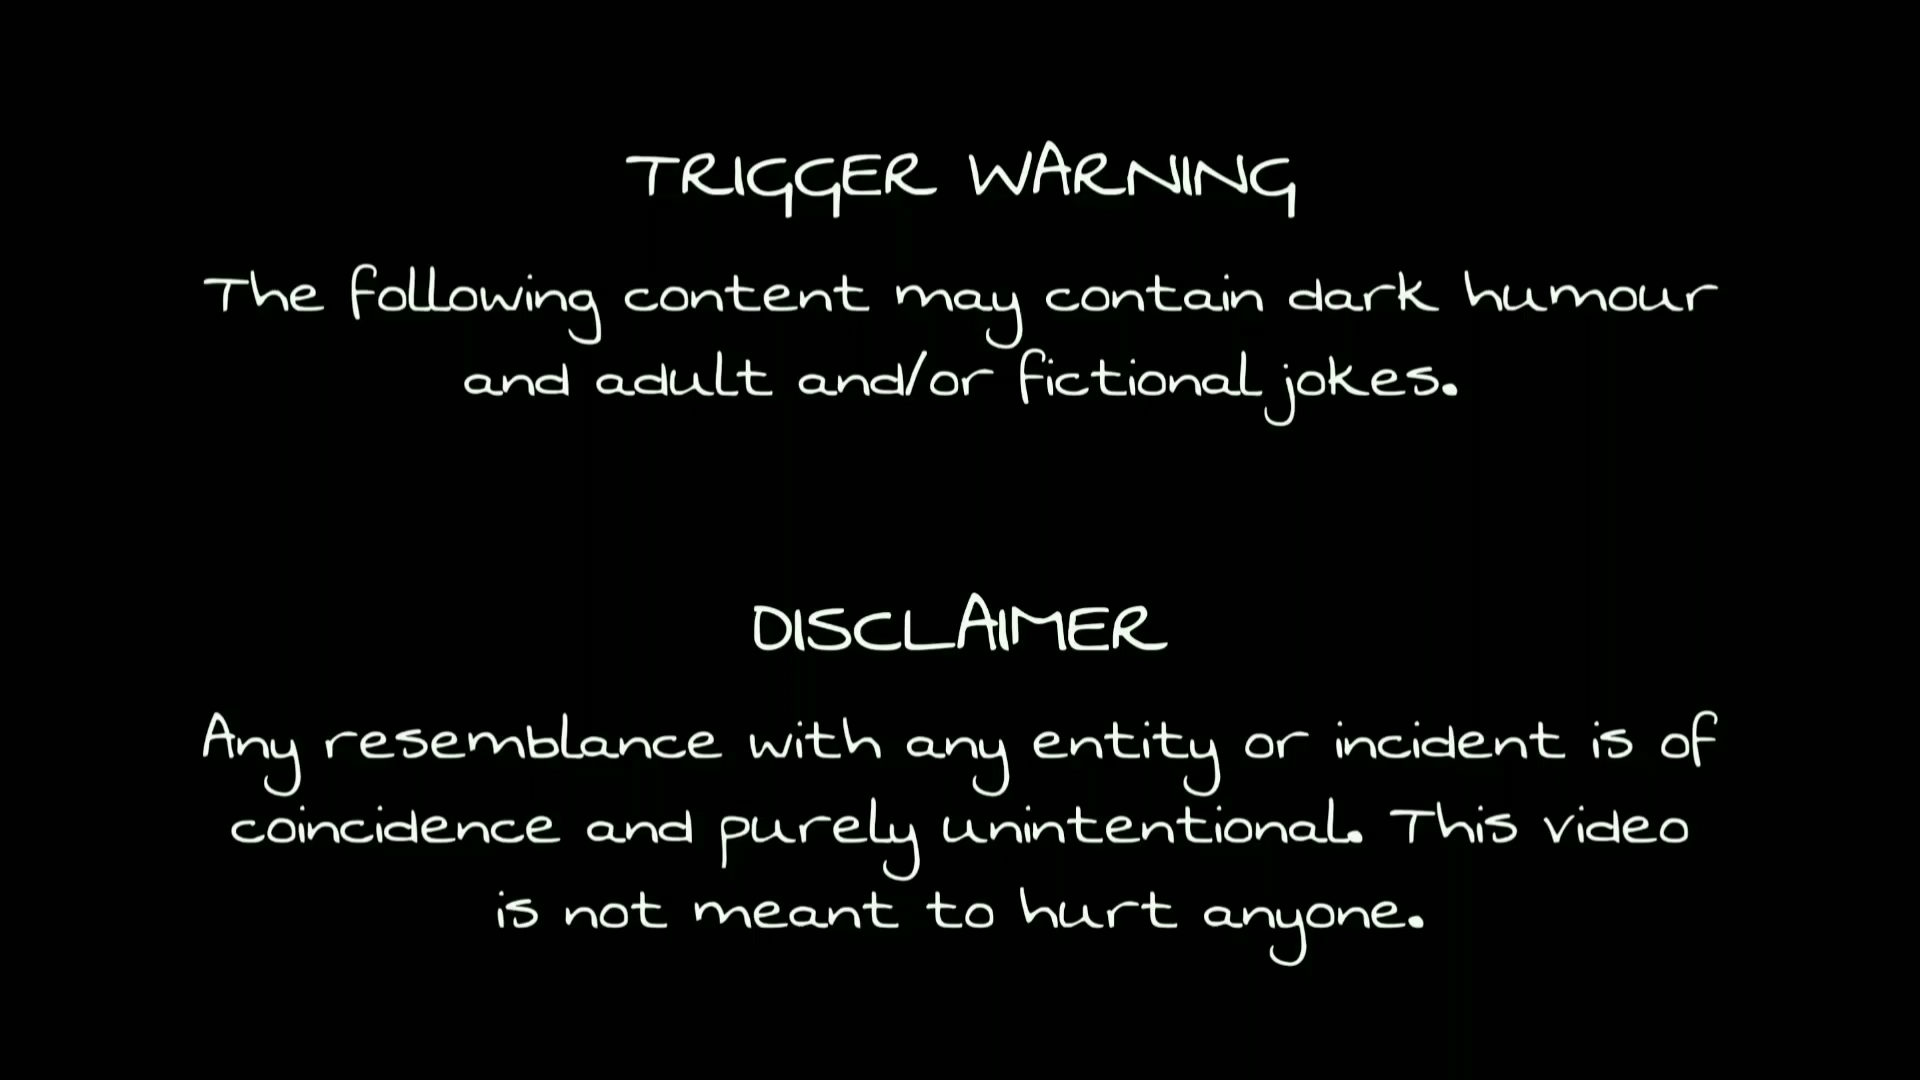 TRIGGER WARNING
The following content may contain dark humour
and adult and/or fictional jokes.
DISCLAIMER
Any resemblance with any entity or incident is of
coincidence and purely unintentional. This video
is not meant to hurt anyone.